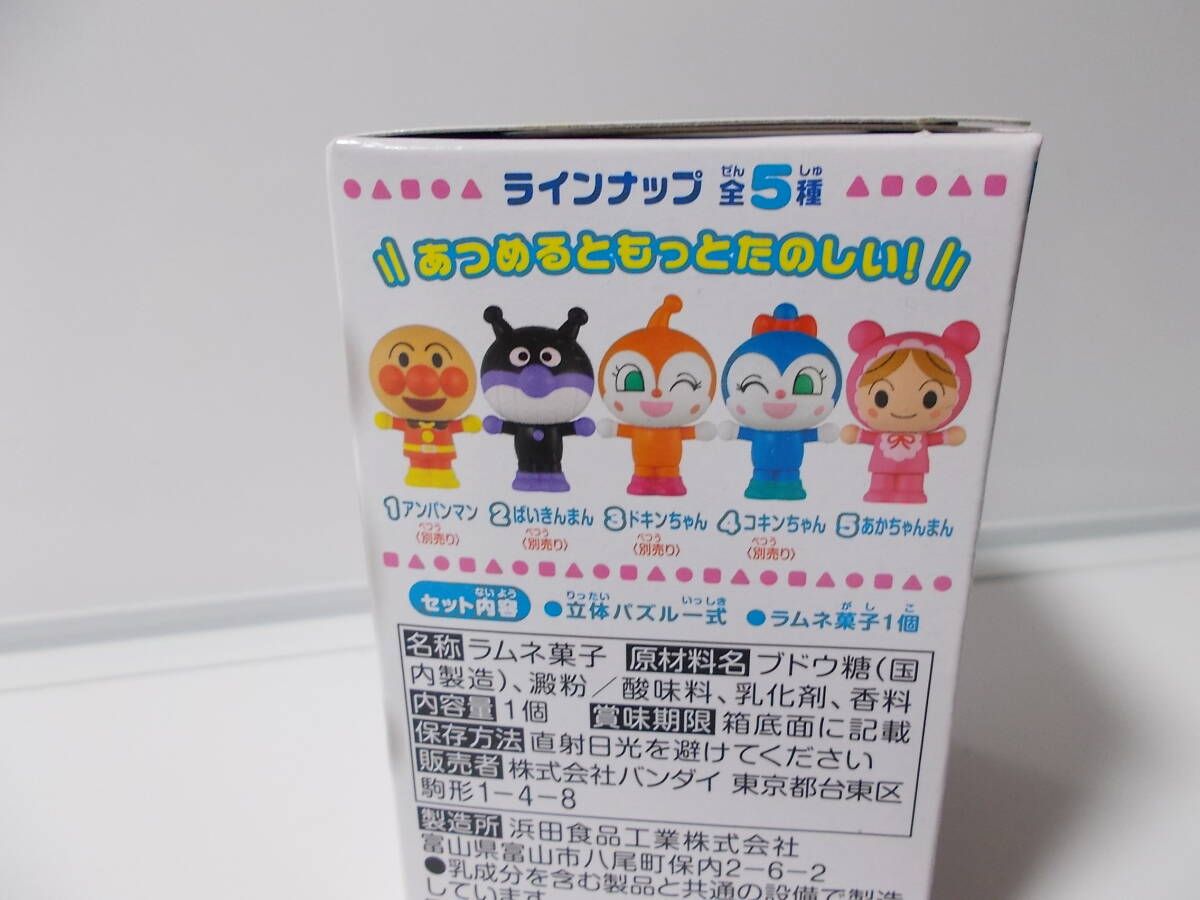 ラインナップ 全5種
ぜん しゅ
あつめるともっとたのしい!
1アンパンマン 2ばいきんまん 3ドキンちゃん 4コキンちゃん 5あかちゃんまん
べつう べつう べつう べつう
〈別売り〉 〈別売り〉 〈別売り〉 〈別売り〉
ないよう りったい いっしき がし こ
セット内容 ●立体パズル一式 ●ラムネ菓子1個
名称 ラムネ菓子 原材料名 ブドウ糖(国
内製造)、澱粉/酸味料、乳化剤、香料
内容量 1個 賞味期限 箱底面に記載
保存方法 直射日光を避けてください
販売者 株式会社バンダイ 東京都台東区
駒形1-4-8
製造所 浜田食品工業株式会社
富山県富山市八尾町保内2-6-2
●乳成分を含む製品と共通の設備で製造
しています